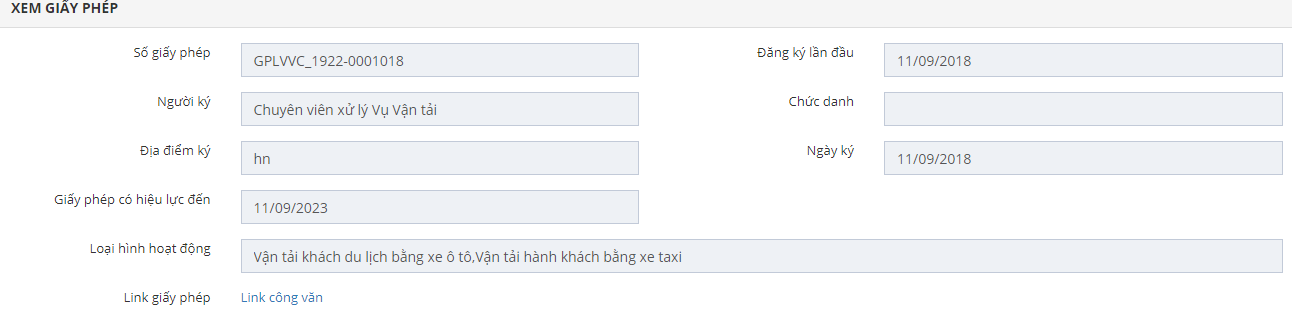 XEM GIẤY PHÉP
Số giấy phép GPLVVC_1922-0001018 Đăng ký lần đầu 11/09/2018
Người ký Chuyên viên xử lý Vụ Vận tải Chức danh
Địa điểm ký hn Ngày ký 11/09/2018
Giấy phép có hiệu lực đến 11/09/2023
Loại hình hoạt động Vận tải khách du lịch bằng xe ô tô,Vận tải hành khách bằng xe taxi
Link giấy phép Link công văn